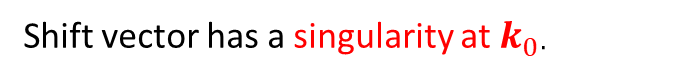 Shift vector has a singularity at k₀.